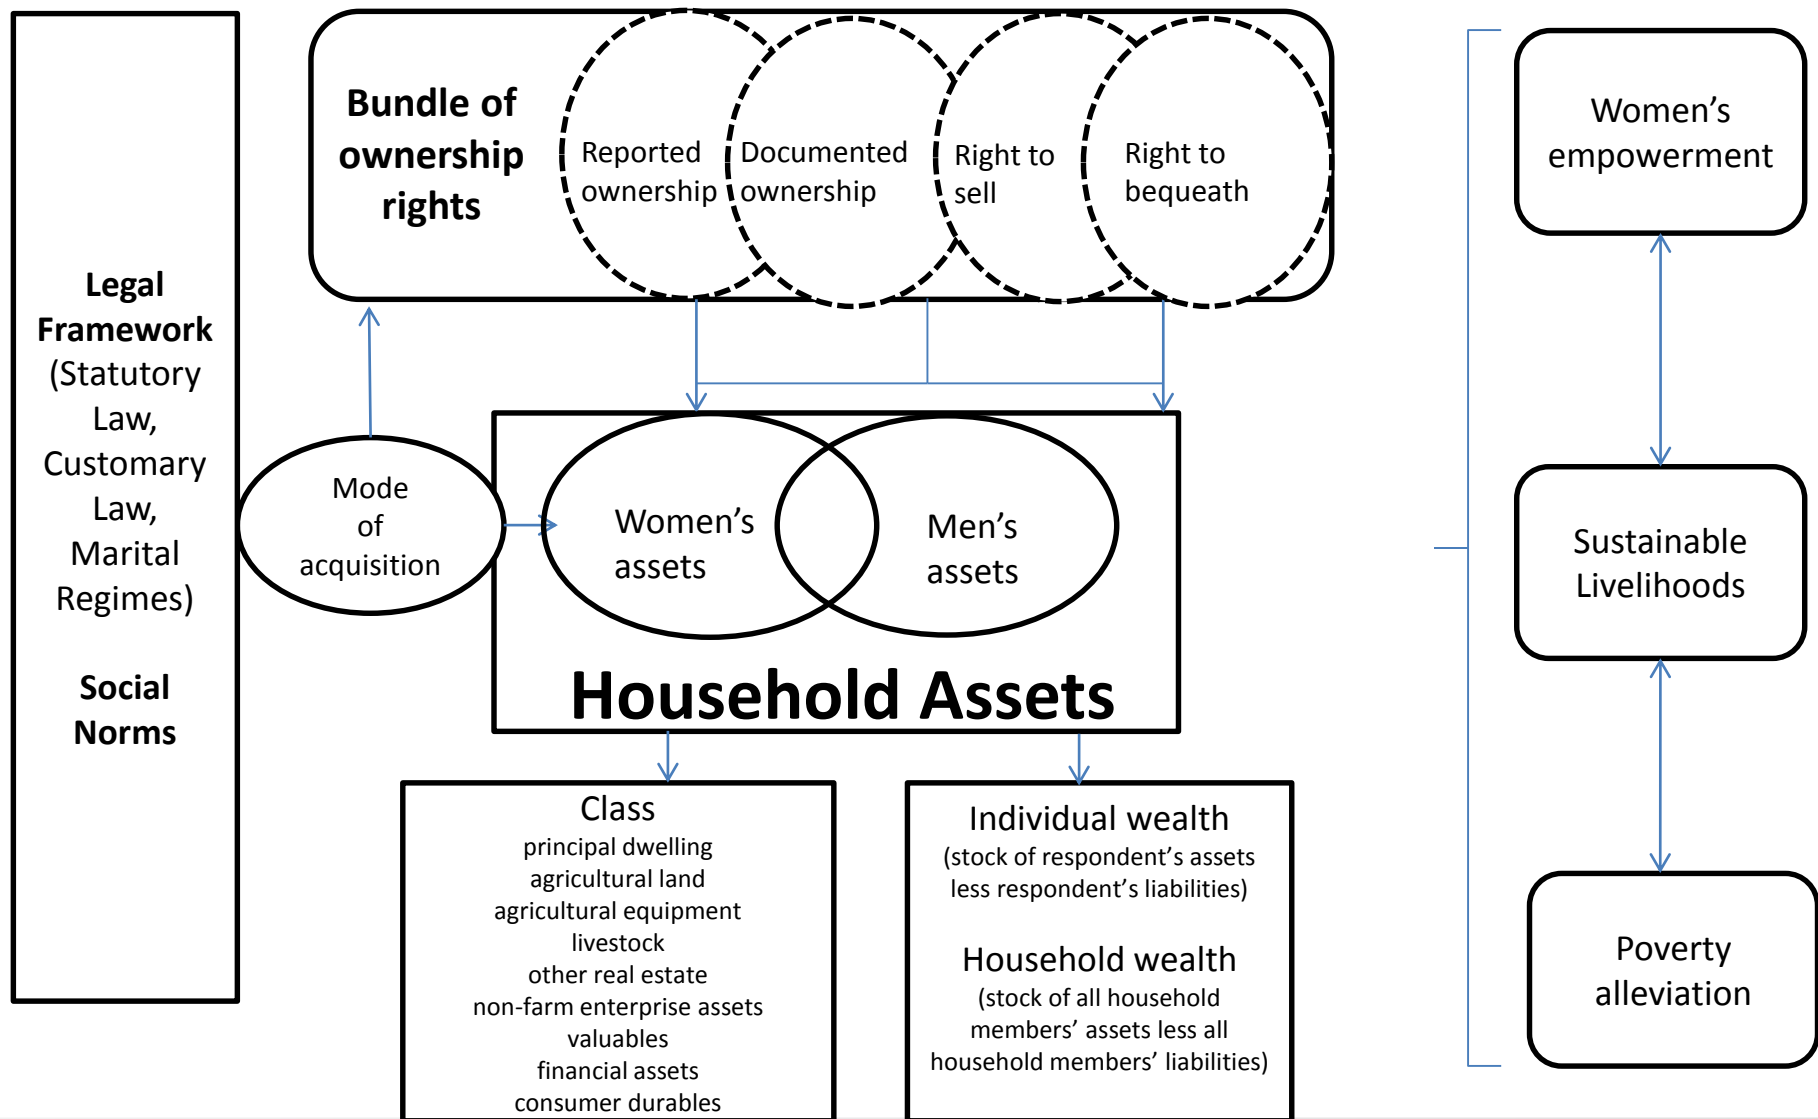 Legal
Framework
(Statutory
Law,
Customary
Law,
Marital
Regimes)
Social
Norms
Bundle of
ownership
rights
Reported
ownership
Documented
ownership
Right to
sell
Right to
bequeath
Mode
of
acquisition
Women’s
assets
Men’s
assets
Household Assets
Class
principal dwelling
agricultural land
agricultural equipment
livestock
other real estate
non-farm enterprise assets
valuables
financial assets
consumer durables
Individual wealth
(stock of respondent’s assets
less respondent’s liabilities)
Household wealth
(stock of all household
members’ assets less all
household members’ liabilities)
Women’s
empowerment
Sustainable
Livelihoods
Poverty
alleviation